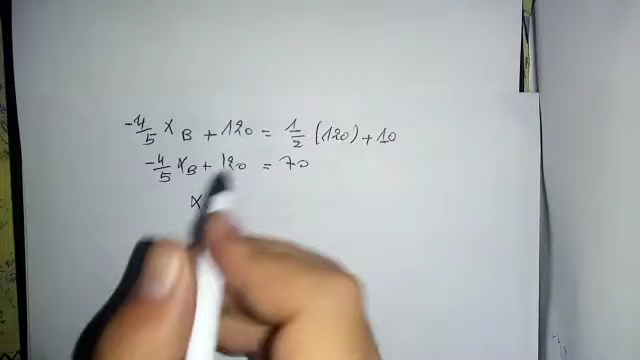 -4/5 x_B + 120 = 1/2 (120) + 10
-4/5 x_B + 120 = 70
x